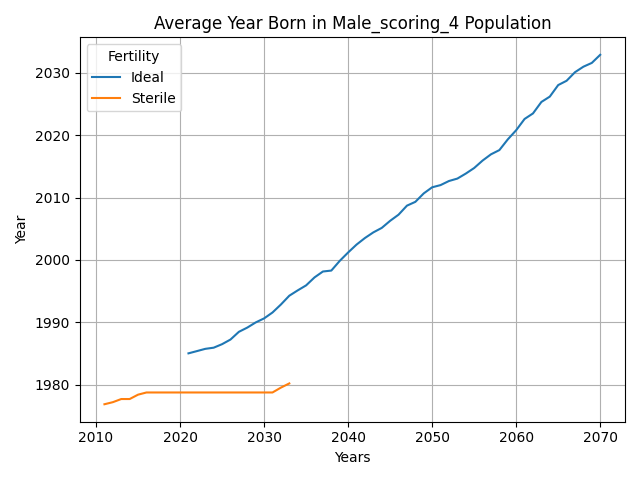 Average Year Born in Male_scoring_4 Population
Fertility
Ideal
Sterile
Year
2030
2020
2010
2000
1990
1980
2010 2020 2030 2040 2050 2060 2070
Years